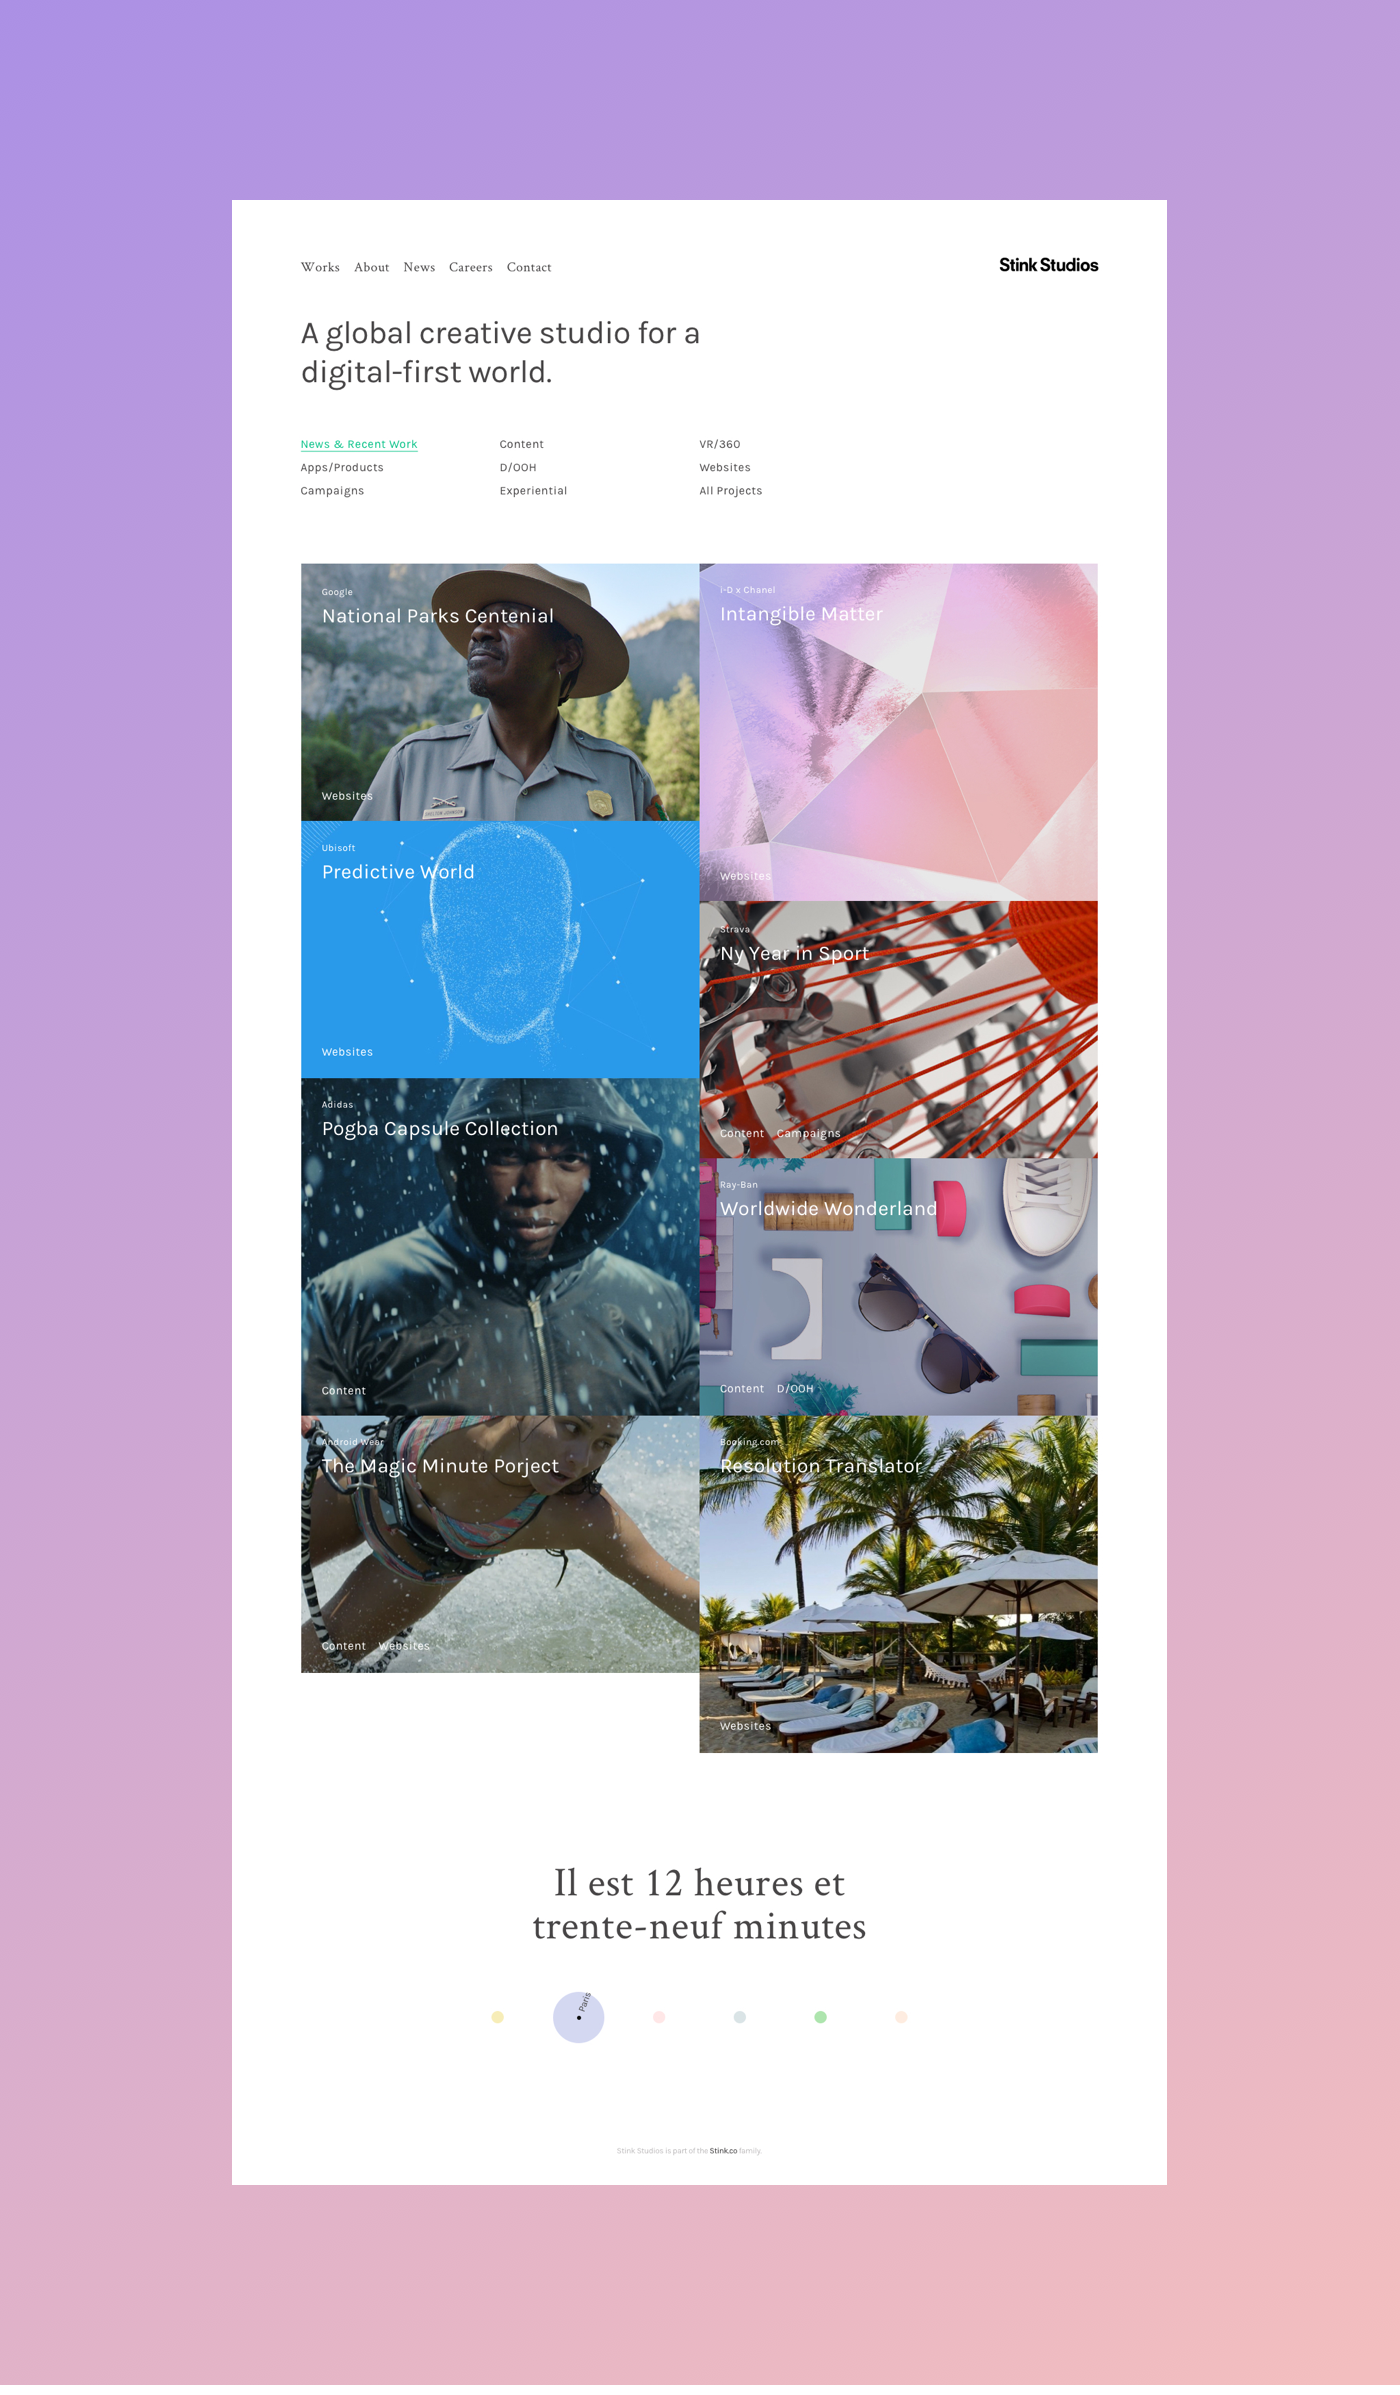 Works About News Careers Contact
Stink Studios
A global creative studio for a
digital-first world.
News & Recent Work
Apps/Products
Campaigns
Content
D/OOH
Experiential
VR/360
Websites
All Projects
Google
National Parks Centenial
SHELTON JOHNSON
Websites
I-D x Chanel
Intangible Matter
Websites
Ubisoft
Predictive World
Websites
Strava
Ny Year in Sport
Content Campaigns
Adidas
Pogba Capsule Collection
Content
Ray-Ban
Worldwide Wonderland
Content D/OOH
Android Wear
The Magic Minute Porject
Content Websites
Booking.com
Resolution Translator
Websites
Il est 12 heures et
trente-neuf minutes
Paris
Stink Studios is part of the Stink.co family.